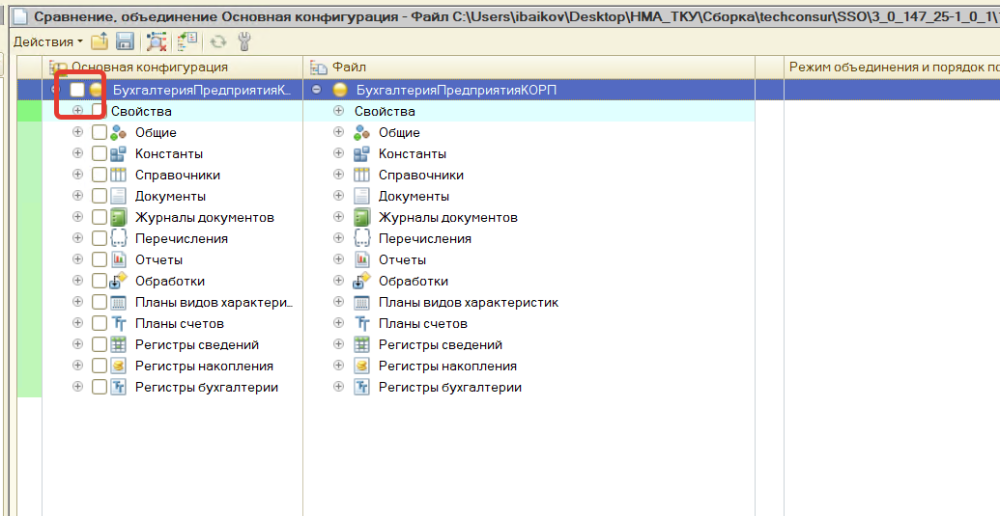 Сравнение, объединение Основная конфигурация - Файл C:\Users\ibaikov\Desktop\НМА_ТКУ\Сборка\techconsur\SSO\3_0_147_25-1_0_1\
Действия
Основная конфигурация Файл Режим объединения и порядок по
БухгалтерияПредприятияК... БухгалтерияПредприятияКОРП
Свойства Свойства
Общие Общие
Константы Константы
Справочники Справочники
Документы Документы
Журналы документов Журналы документов
Перечисления Перечисления
Отчеты Отчеты
Обработки Обработки
Планы видов характери... Планы видов характеристик
Планы счетов Планы счетов
Регистры сведений Регистры сведений
Регистры накопления Регистры накопления
Регистры бухгалтерии Регистры бухгалтерии